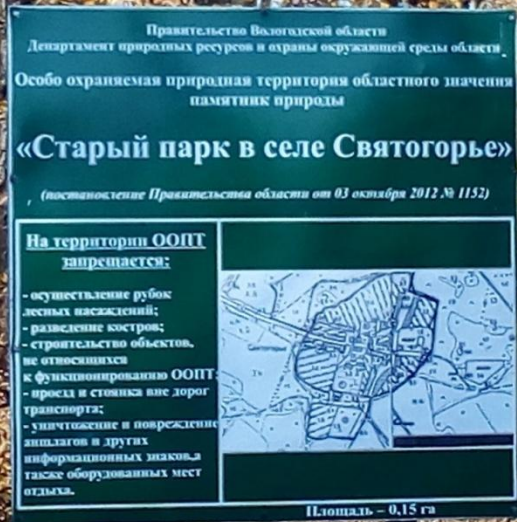 Правительство Вологодской области
Департамент природных ресурсов и охраны окружающей среды области
Особо охраняемая природная территория областного значения
памятник природы
«Старый парк в селе Святогорье»
(постановление Правительства области от 03 октября 2012 № 1152)
На территории ООПТ
запрещается:
- осуществление рубок
лесных насаждений;
- разведение костров;
- строительство объектов,
не относящихся
к функционированию ООПТ;
- проезд и стоянка вне дорог
транспорта;
- уничтожение и повреждение
аншлагов и других
информационных знаков,а
также оборудованных мест
отдыха.
Площадь – 0,15 га